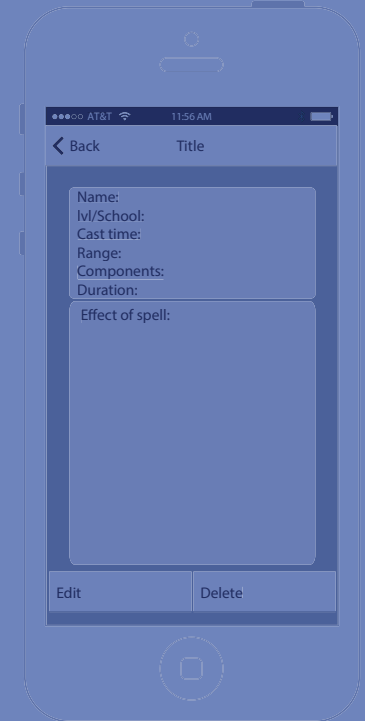 AT&T 11:56 AM
Back Title
Name:
lvl/School:
Cast time:
Range:
Components:
Duration:
Effect of spell:
Edit Delete